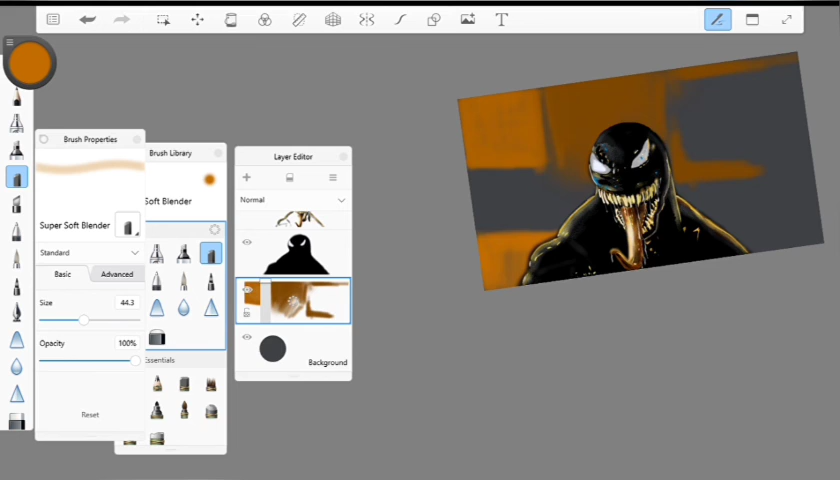 T
Brush Properties
Brush Library
Layer Editor
Soft Blender
Normal
Super Soft Blender
Standard
Basic
Advanced
Size
44.3
Opacity
100%
Essentials
Background
Reset